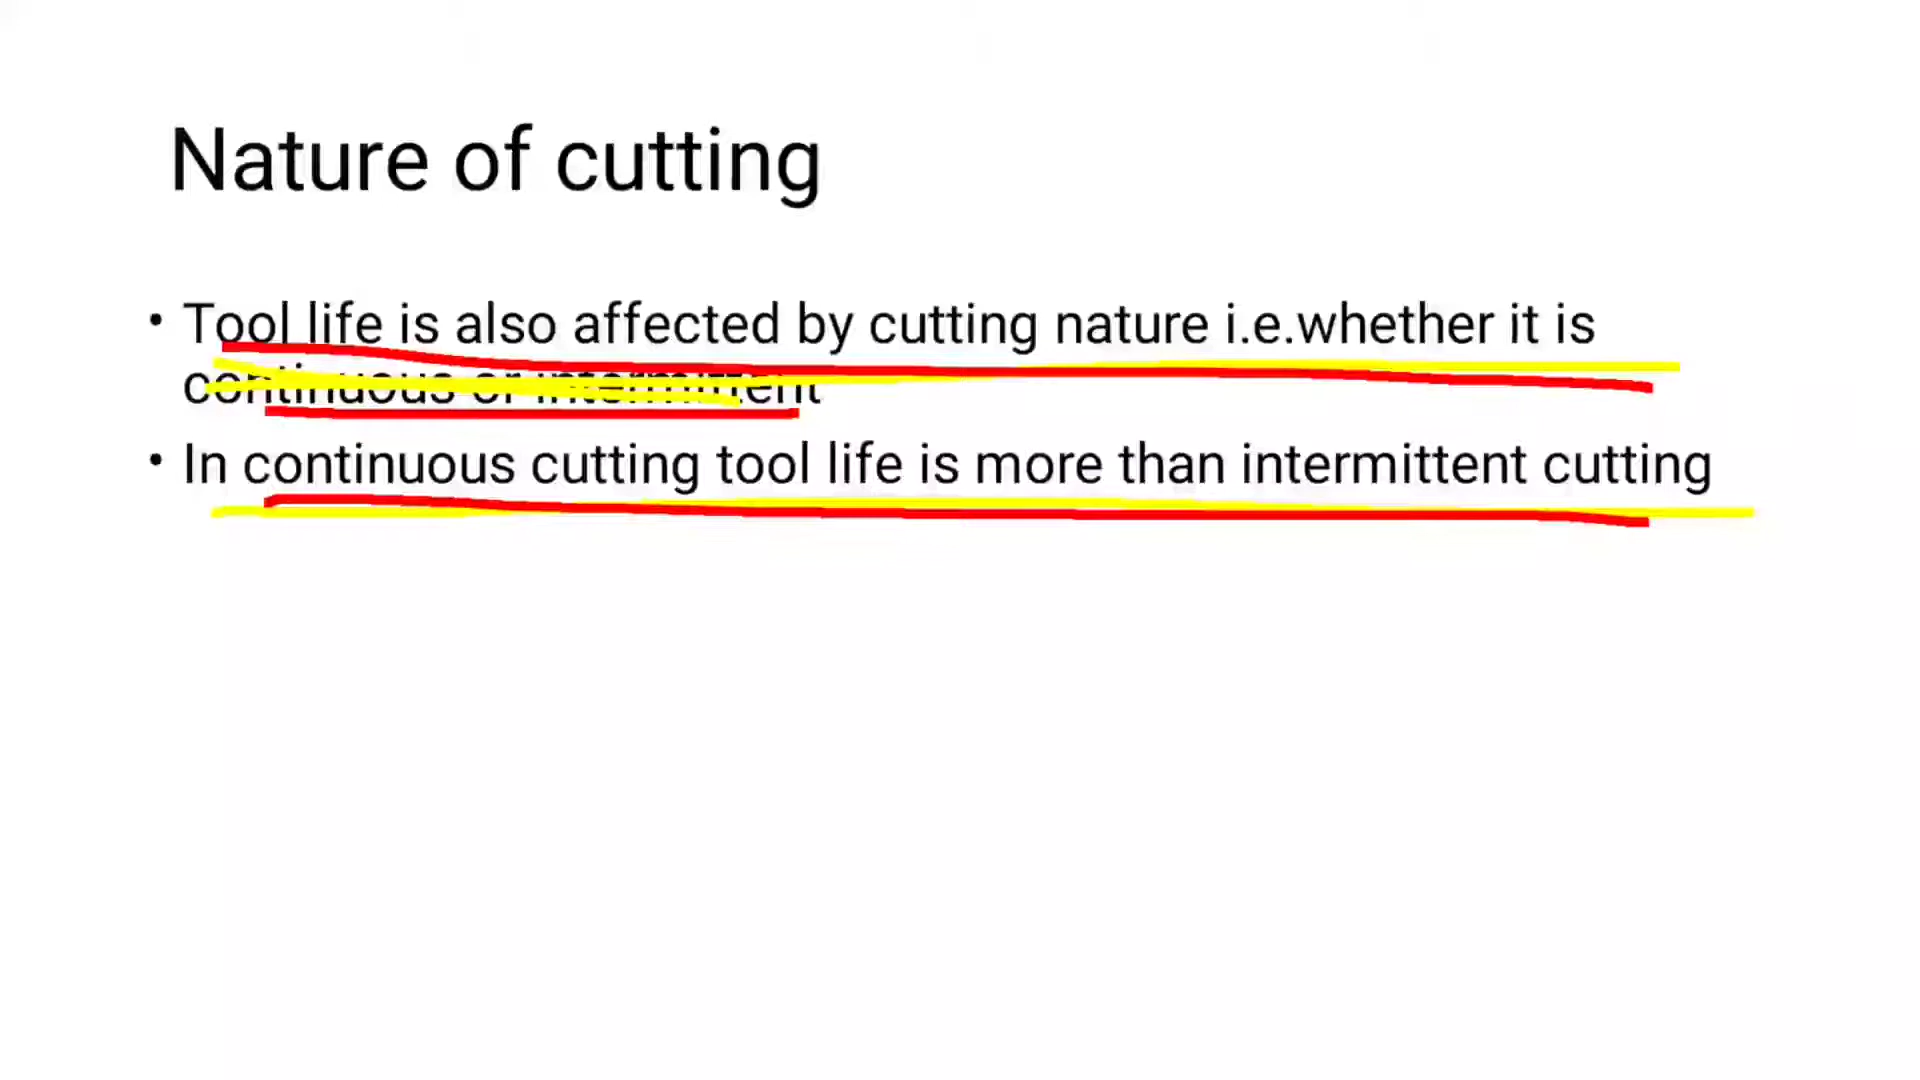 Nature of cutting
• Tool life is also affected by cutting nature i.e.whether it is
continuous or intermittent
• In continuous cutting tool life is more than intermittent cutting